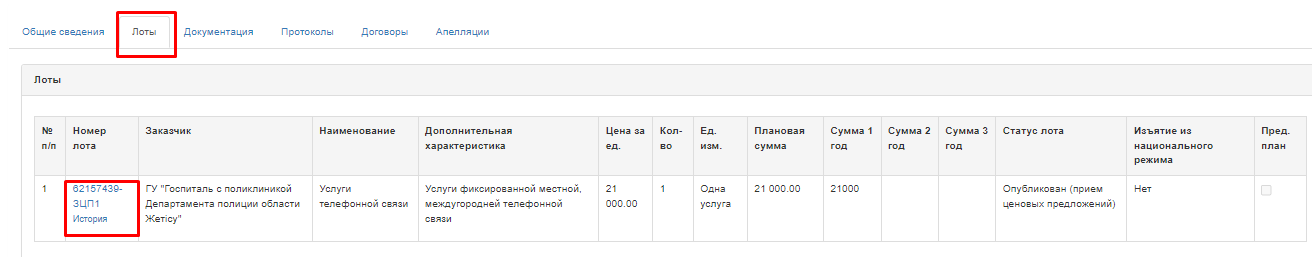 Общие сведения Лоты Документация Протоколы Договоры Апелляции
Лоты
№ п/п
Номер лота
Заказчик
Наименование
Дополнительная характеристика
Цена за ед.
Кол-во
Ед. изм.
Плановая сумма
Сумма 1 год
Сумма 2 год
Сумма 3 год
Статус лота
Изъятие из национального режима
Пред. план
1
62157439-
ЗЦП1
История
ГУ "Госпиталь с поликлиникой
Департамента полиции области
Жетісу"
Услуги
телефонной связи
Услуги фиксированной местной,
междугородней телефонной
связи
21
000.00
1
Одна
услуга
21 000.00
21000
Опубликован (прием
ценовых предложений)
Нет